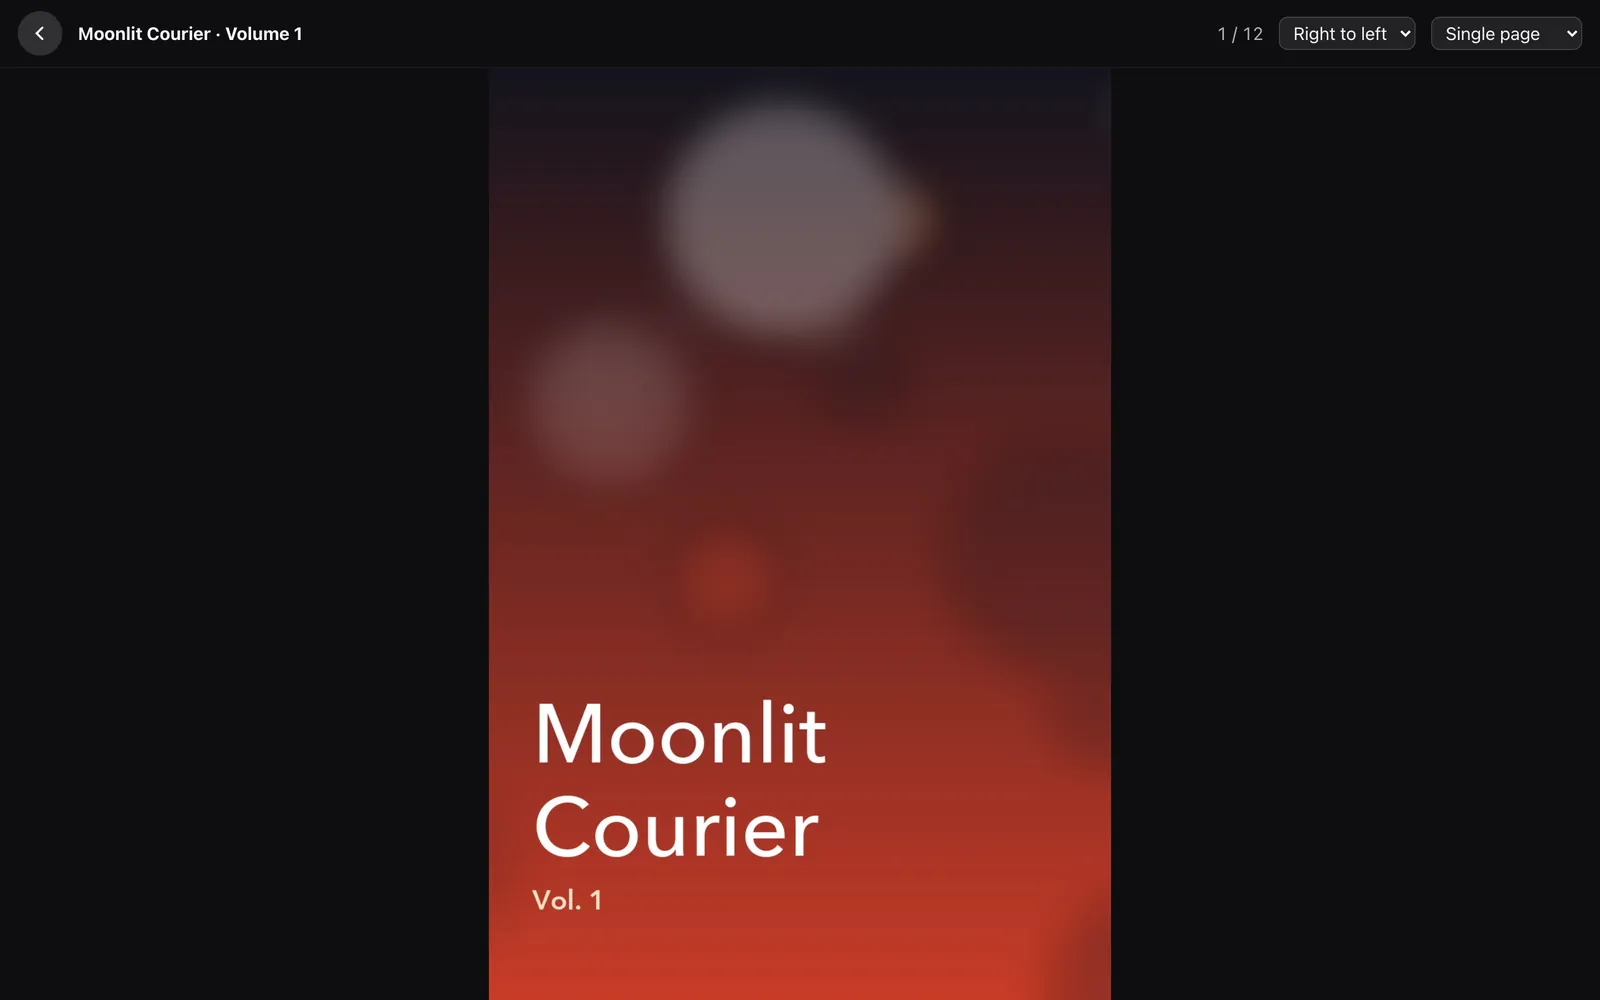 Moonlit Courier · Volume 1
1 / 12
Right to left
Single page
Moonlit
Courier
Vol. 1